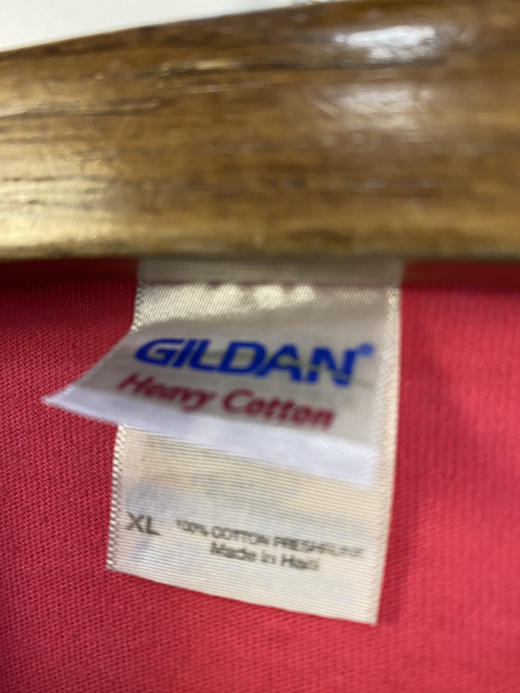 GILDAN®
Heavy Cotton
XL
100% COTTON PRESHRUNK
Made in Haiti